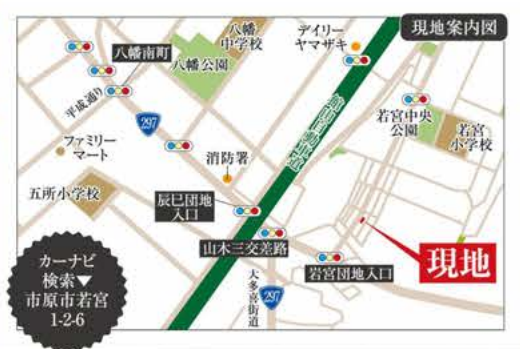 現地案内図
八幡
中学校
デイリー
ヤマザキ
八幡南町
八幡公園
平成通り
297
若宮中央
公園
若宮
小学校
ファミリー
マート
消防署
五所小学校
辰巳団地
入口
山木三交差路
岩宮団地入口
現地
大多喜街道
297
カーナビ
検索▼
市原市若宮
1-2-6